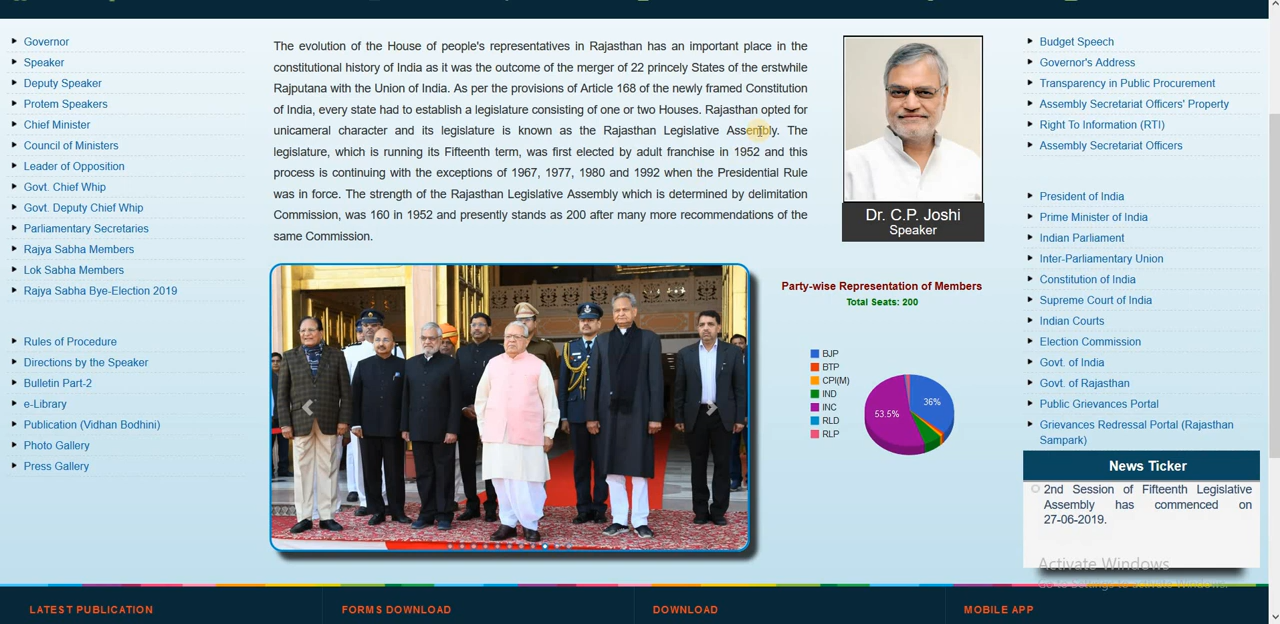 Governor
Speaker
Deputy Speaker
Protem Speakers
Chief Minister
Council of Ministers
Leader of Opposition
Govt. Chief Whip
Govt. Deputy Chief Whip
Parliamentary Secretaries
Rajya Sabha Members
Lok Sabha Members
Rajya Sabha Bye-Election 2019
Rules of Procedure
Directions by the Speaker
Bulletin Part-2
e-Library
Publication (Vidhan Bodhini)
Photo Gallery
Press Gallery
The evolution of the House of people's representatives in Rajasthan has an important place in the
constitutional history of India as it was the outcome of the merger of 22 princely States of the erstwhile
Rajputana with the Union of India. As per the provisions of Article 168 of the newly framed Constitution
of India, every state had to establish a legislature consisting of one or two Houses. Rajasthan opted for
unicameral character and its legislature is known as the Rajasthan Legislative Assembly. The
legislature, which is running its Fifteenth term, was first elected by adult franchise in 1952 and this
process is continuing with the exceptions of 1967, 1977, 1980 and 1992 when the Presidential Rule
was in force. The strength of the Rajasthan Legislative Assembly which is determined by delimitation
Commission, was 160 in 1952 and presently stands as 200 after many more recommendations of the
same Commission.
Dr. C.P. Joshi
Speaker
Party-wise Representation of Members
Total Seats: 200
BJP
BTP
CPI(M)
IND
INC
RLD
RLP
36%
53.5%
Budget Speech
Governor's Address
Transparency in Public Procurement
Assembly Secretariat Officers' Property
Right To Information (RTI)
Assembly Secretariat Officers
President of India
Prime Minister of India
Indian Parliament
Inter-Parliamentary Union
Constitution of India
Supreme Court of India
Indian Courts
Election Commission
Govt. of India
Govt. of Rajasthan
Public Grievances Portal
Grievances Redressal Portal (Rajasthan
Sampark)
News Ticker
2nd Session of Fifteenth Legislative
Assembly has commenced on
27-06-2019.
Activate Windows
Go to Settings to activate Windows.
LATEST PUBLICATION
FORMS DOWNLOAD
DOWNLOAD
MOBILE APP